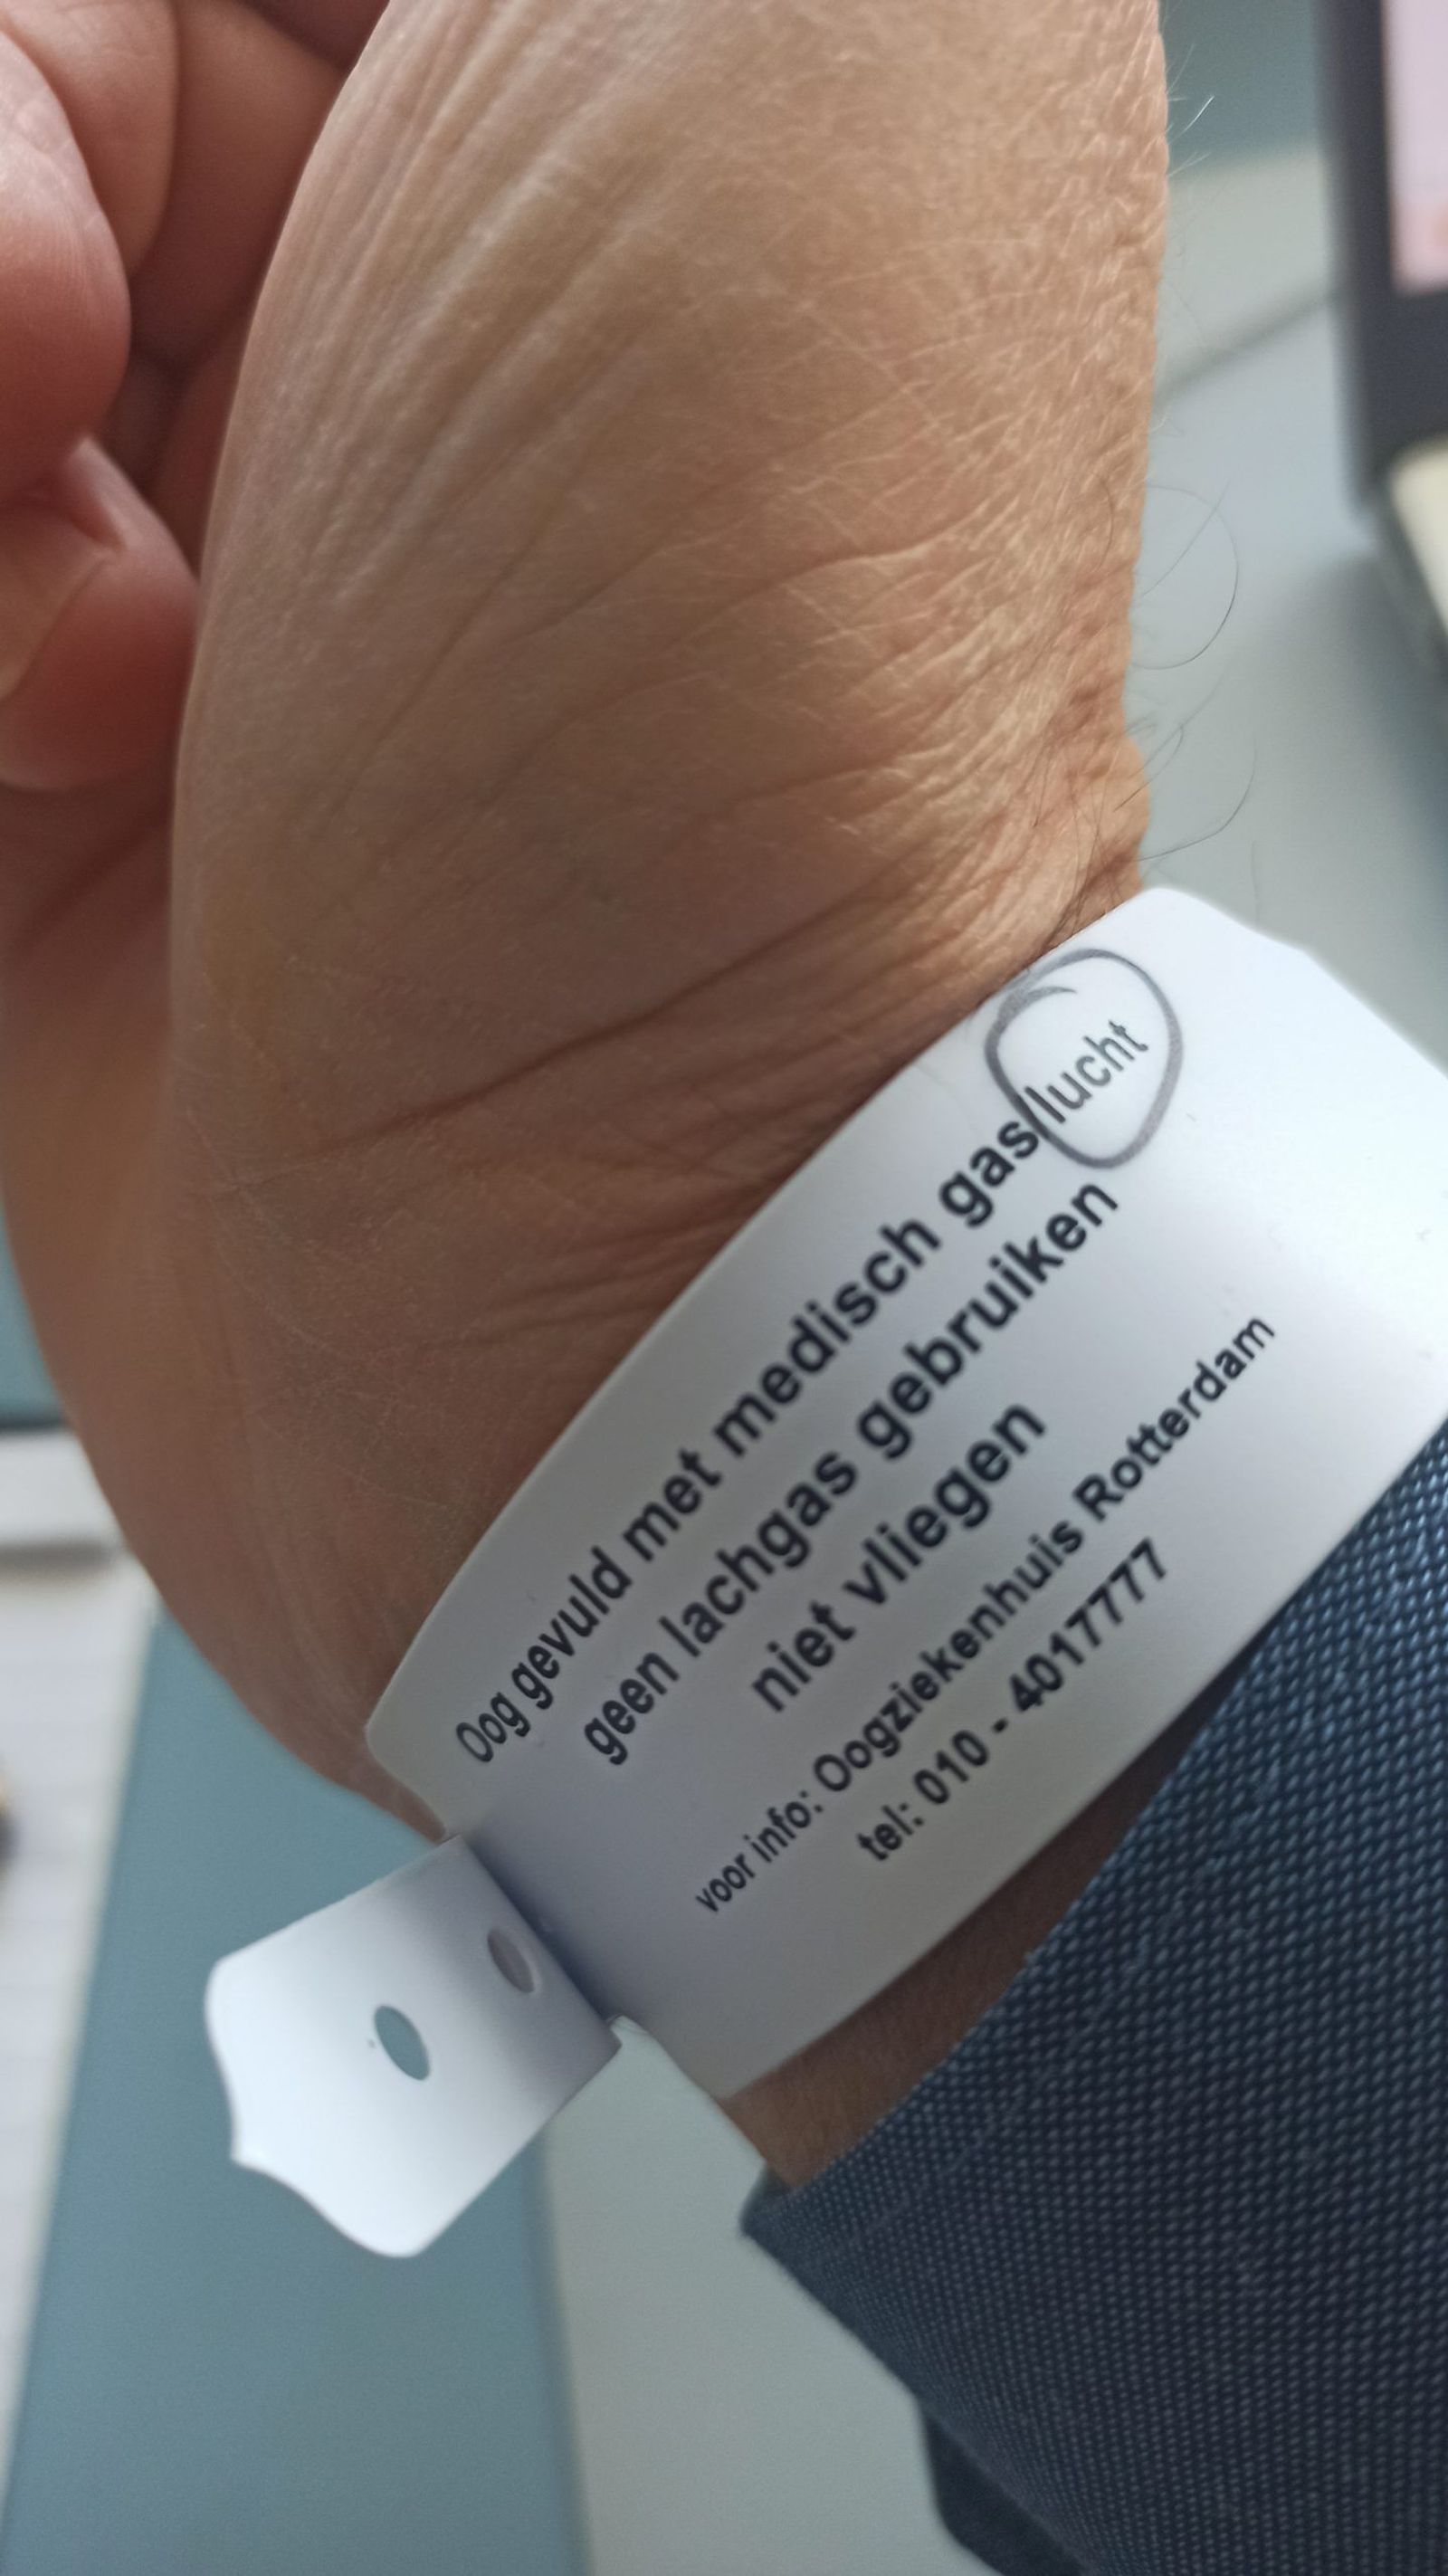 Oog gevuld met medisch gas/lucht
geen lachgas gebruiken
niet vliegen
voor info: Oogziekenhuis Rotterdam
tel: 010 - 4017777